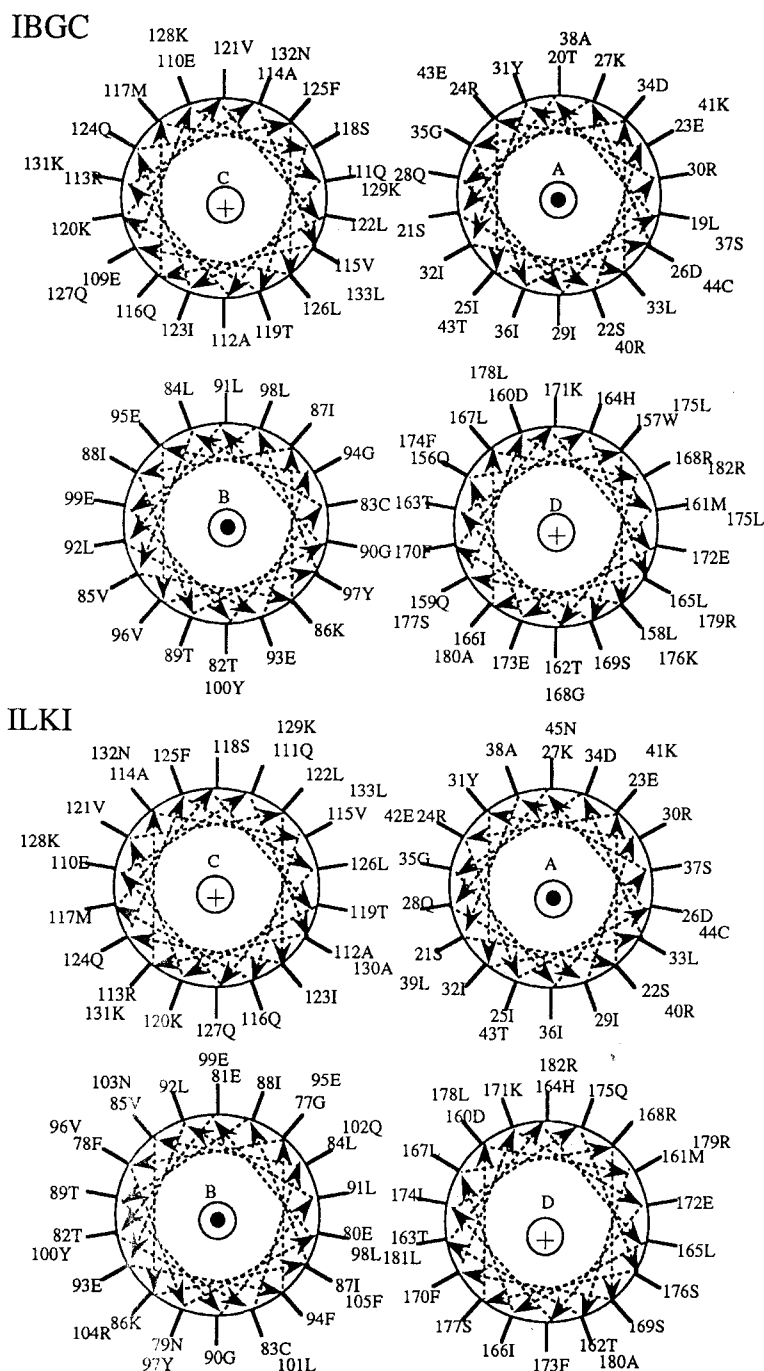 IBGC
128K 121V 132N
110E 114A
117M 125F
124Q 118S
131K 111Q
113R 129K
C
120K 122L
109E 115V
127Q 133L
116Q 126L
123I 119T
112A
38A
43E 31Y 20T 27K
24R 34D
35G 41K
23E
28Q 30R
A
21S 19L
37S
32I 26D
44C
25I 33L
43T 36I 29I 22S
40R
84L 91L 98L
95E 87I
88I 94G
99E 83C
B
92L 90G
85V 97Y
96V 86K
89T 82T 93E
100Y
178L 171K
160D 164H
167L 157W 175L
174F 168R
156Q 182R
163T 161M
D 175L
170F 172E
159Q 165L
177S 179R
166I 158L
180A 173E 162T 169S 176K
168G
ILKI
129K
132N 125F 118S 111Q
114A 122L
121V 133L
115V
128K
110E 126L
C
117M 119T
124Q 112A
130A
113R 123I
131K 120K 127Q 116Q
45N
38A 27K 34D 41K
31Y 23E
42E 24R 30R
35G 37S
A
28Q 26D
44C
21S 33L
39L 32I 22S
25I 29I 40R
43T 36I
99E
103N 92L 81E 88I 95E
85V 77G
96V 102Q
78F 84L
89T 91L
B
82T 80E
100Y 98L
93E 87I
105F
86K 94F
104R 79N 83C
97Y 90G 101L
182R
178L 171K 164H 175Q
160D 168R
167L 179R
161M
174I 172E
D
163T 165L
181L
170F 176S
177S 169S
166I 162T
173F 180A